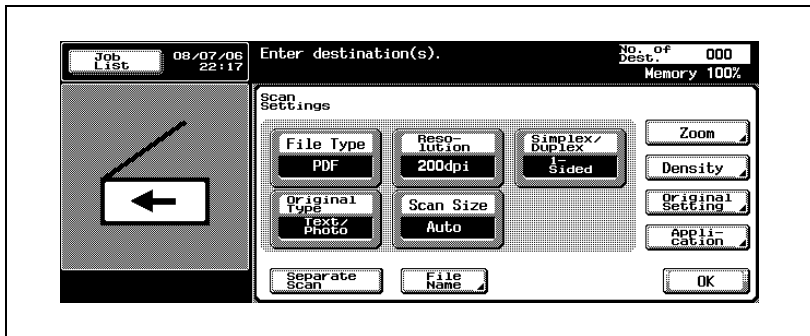 Job
List
08/07/06
22:17
Enter destination(s).
No. of
Dest.
000
Memory 100%
Scan
Settings
File Type
PDF
Reso-
lution
200dpi
Simplex/
Duplex
1-
Sided
Zoom
Density
Original
Type
Text/
Photo
Scan Size
Auto
Original
Setting
Appli-
cation
Separate
Scan
File
Name
OK